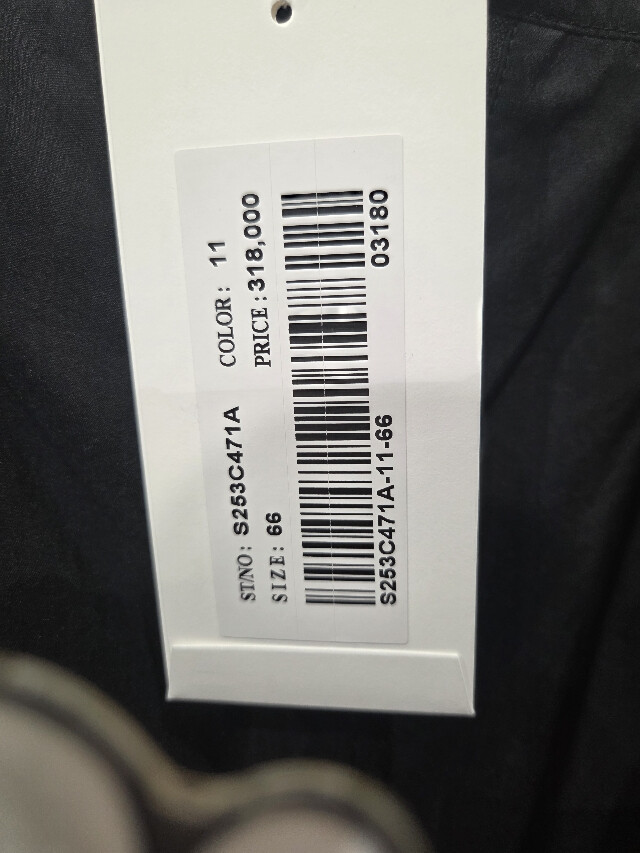 ST/NO: S253C471A COLOR: 11
SIZE: 66 PRICE: 318,000
S253C471A-11-66 03180